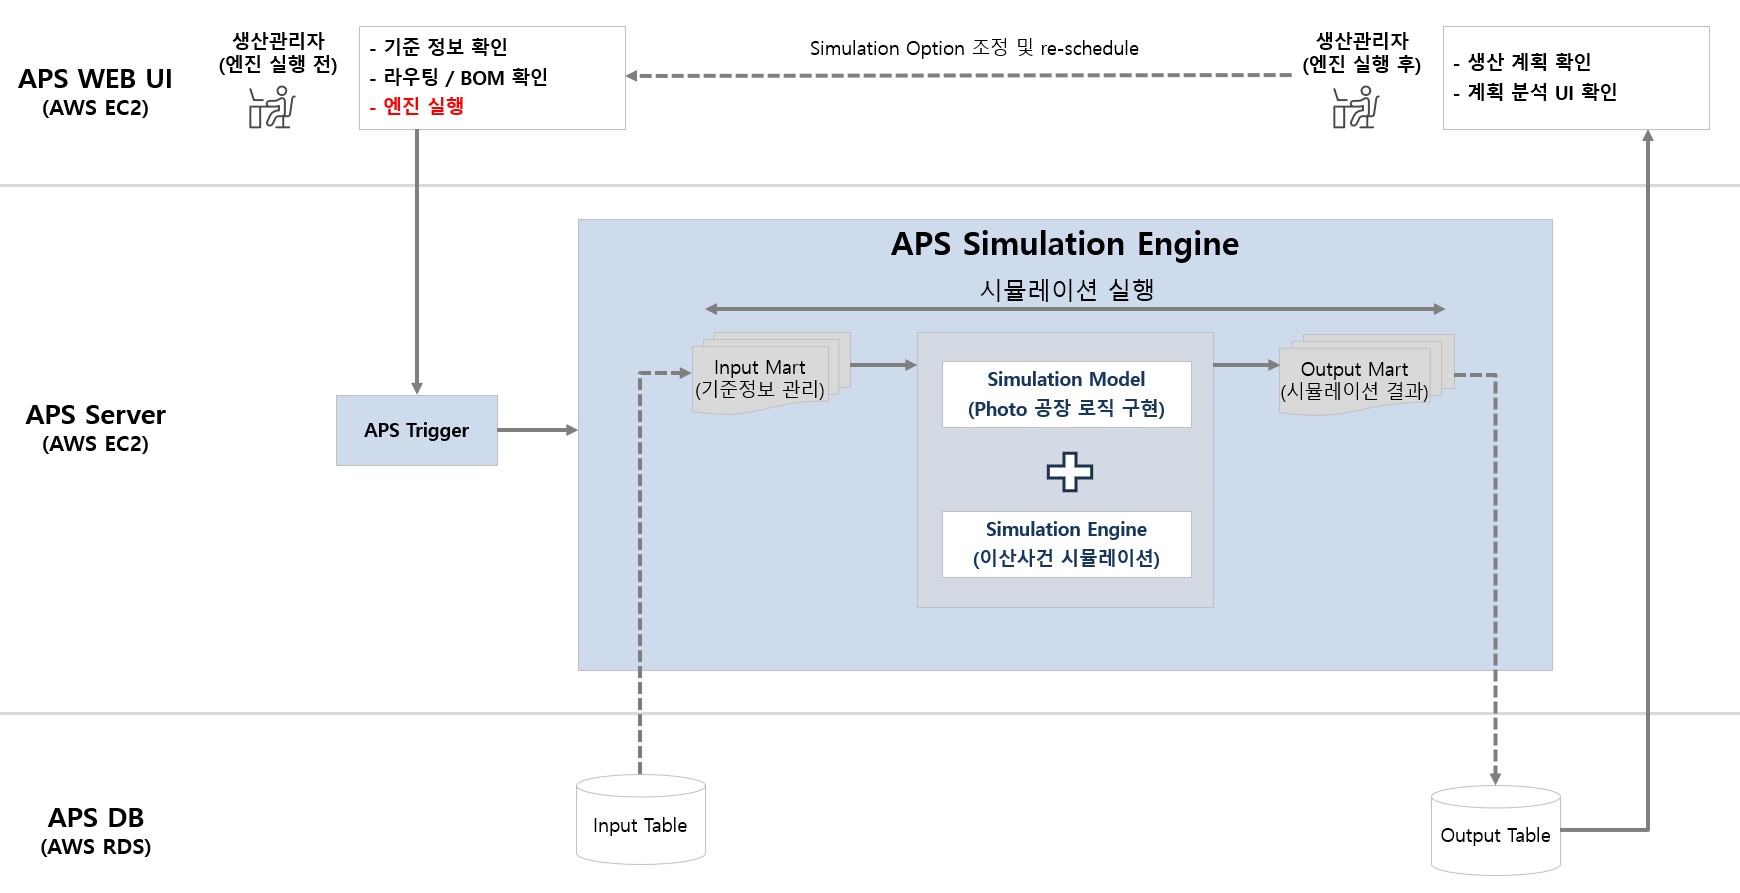 APS WEB UI
(AWS EC2)
생산관리자
(엔진 실행 전)
- 기준 정보 확인
- 라우팅 / BOM 확인
- 엔진 실행
Simulation Option 조정 및 re-schedule
생산관리자
(엔진 실행 후)
- 생산 계획 확인
- 계획 분석 UI 확인
APS Server
(AWS EC2)
APS Trigger
APS Simulation Engine
시뮬레이션 실행
Input Mart
(기준정보 관리)
Simulation Model
(Photo 공장 로직 구현)
Simulation Engine
(이산사건 시뮬레이션)
Output Mart
(시뮬레이션 결과)
APS DB
(AWS RDS)
Input Table
Output Table